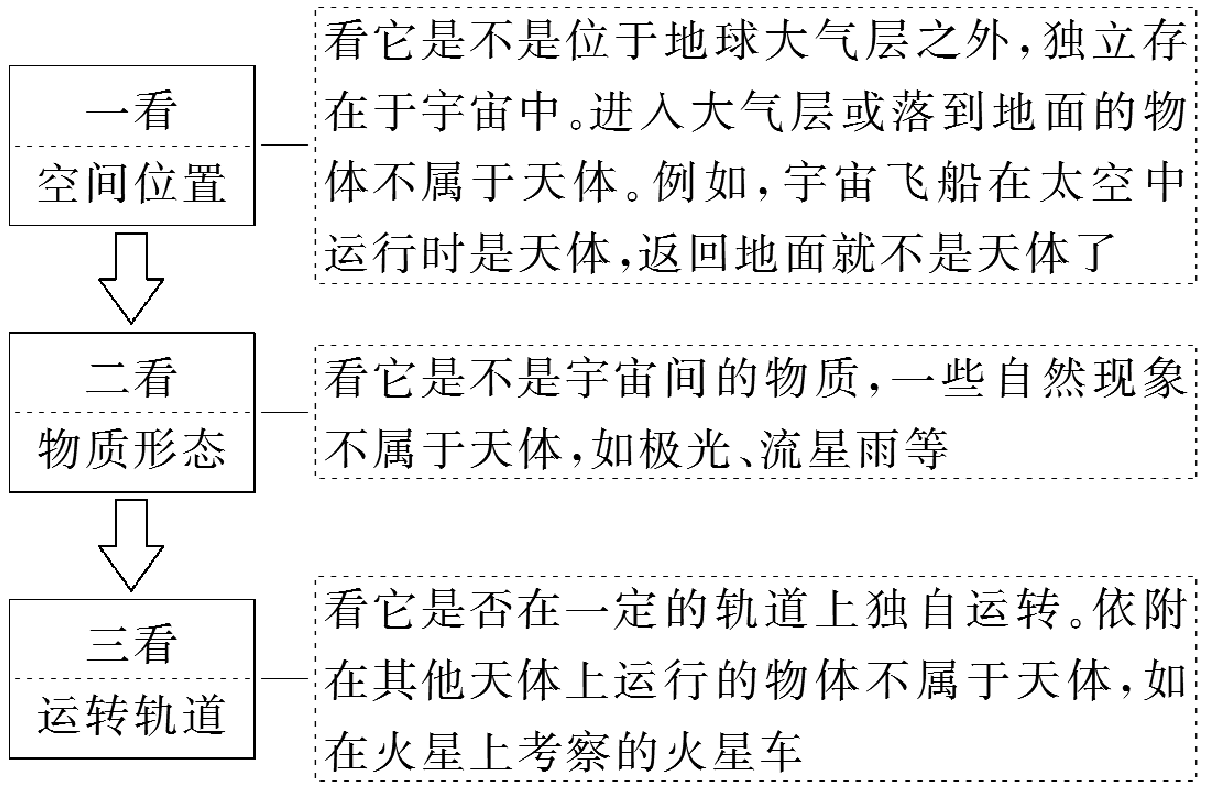 一看
空间位置
看它是不是位于地球大气层之外,独立存
在于宇宙中。进入大气层或落到地面的物
体不属于天体。例如,宇宙飞船在太空中
运行时是天体,返回地面就不是天体了
二看
物质形态
看它是不是宇宙间的物质,一些自然现象
不属于天体,如极光、流星雨等
三看
运转轨道
看它是否在一定的轨道上独自运转。依附
在其他天体上运行的物体不属于天体,如
在火星上考察的火星车